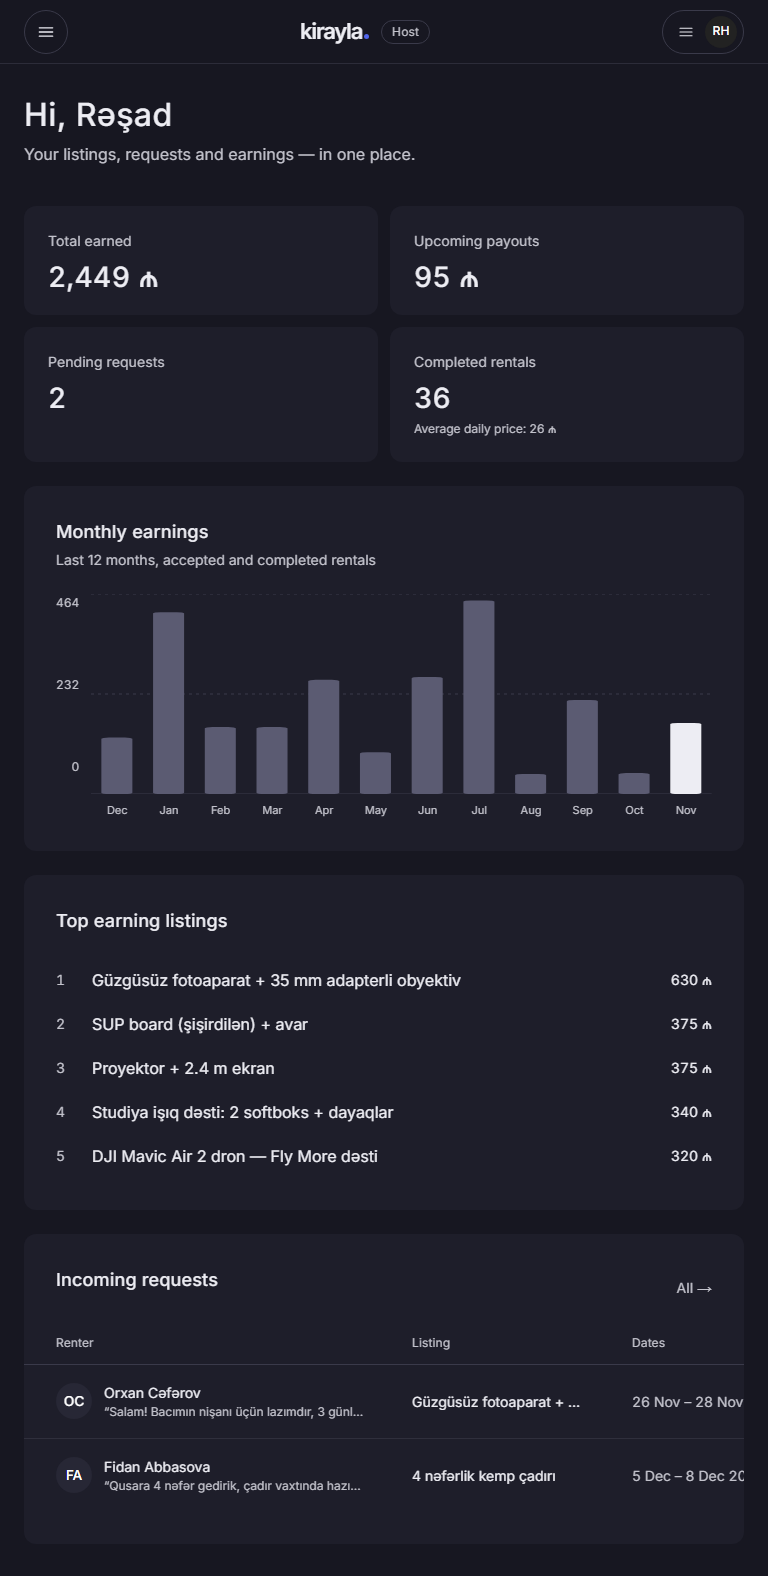 kirayla. Host RH
Hi, Rəşad
Your listings, requests and earnings — in one place.
Total earned
2,449 ₼
Upcoming payouts
95 ₼
Pending requests
2
Completed rentals
36
Average daily price: 26 ₼
Monthly earnings
Last 12 months, accepted and completed rentals
464
232
0
Dec Jan Feb Mar Apr May Jun Jul Aug Sep Oct Nov
Top earning listings
1 Güzgüsüz fotoaparat + 35 mm adapterli obyektiv 630 ₼
2 SUP board (şişirdilən) + avar 375 ₼
3 Proyektor + 2.4 m ekran 375 ₼
4 Studiya işıq dəsti: 2 softboks + dayaqlar 340 ₼
5 DJI Mavic Air 2 dron — Fly More dəsti 320 ₼
Incoming requests
All →
Renter Listing Dates
OC Orxan Cəfərov
“Salam! Bacımın nişanı üçün lazımdır, 3 günl…
Güzgüsüz fotoaparat + … 26 Nov – 28 Nov
FA Fidan Abbasova
“Qusara 4 nəfər gedirik, çadır vaxtında hazı…
4 nəfərlik kemp çadırı 5 Dec – 8 Dec 20